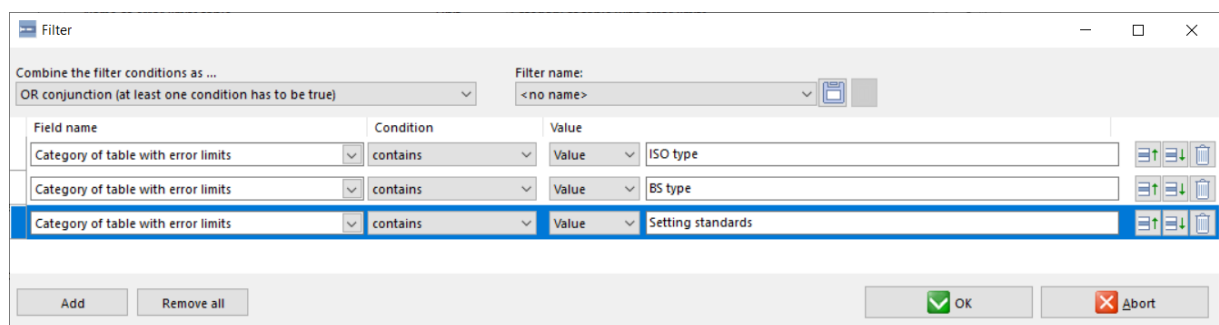 Filter
Combine the filter conditions as ...
Filter name:
OR conjunction (at least one condition has to be true)
<no name>
Field name Condition Value
Category of table with error limits contains Value ISO type
Category of table with error limits contains Value BS type
Category of table with error limits contains Value Setting standards
Add Remove all OK Abort